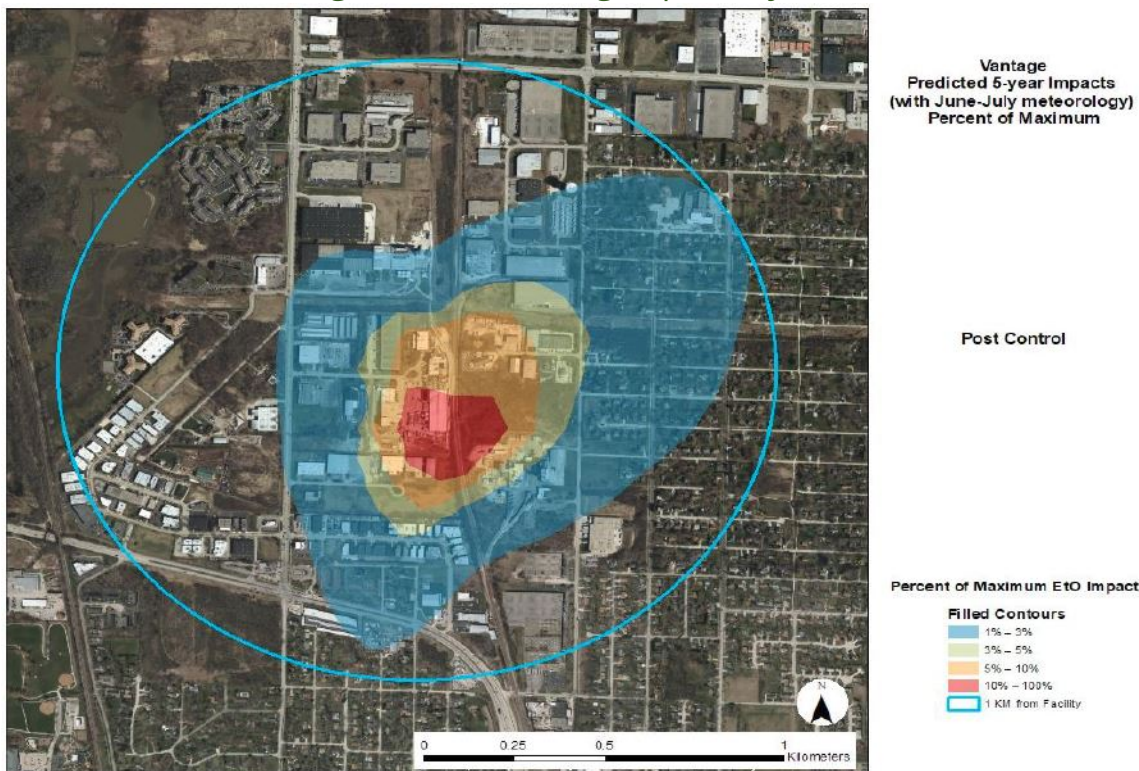 Vantage
Predicted 5-year Impacts
(with June-July meteorology)
Percent of Maximum
Post Control
Percent of Maximum EtO Impact
Filled Contours
1% – 3%
3% – 5%
5% – 10%
10% – 100%
1 KM from Facility
N
0 0.25 0.5 1
Kilometers